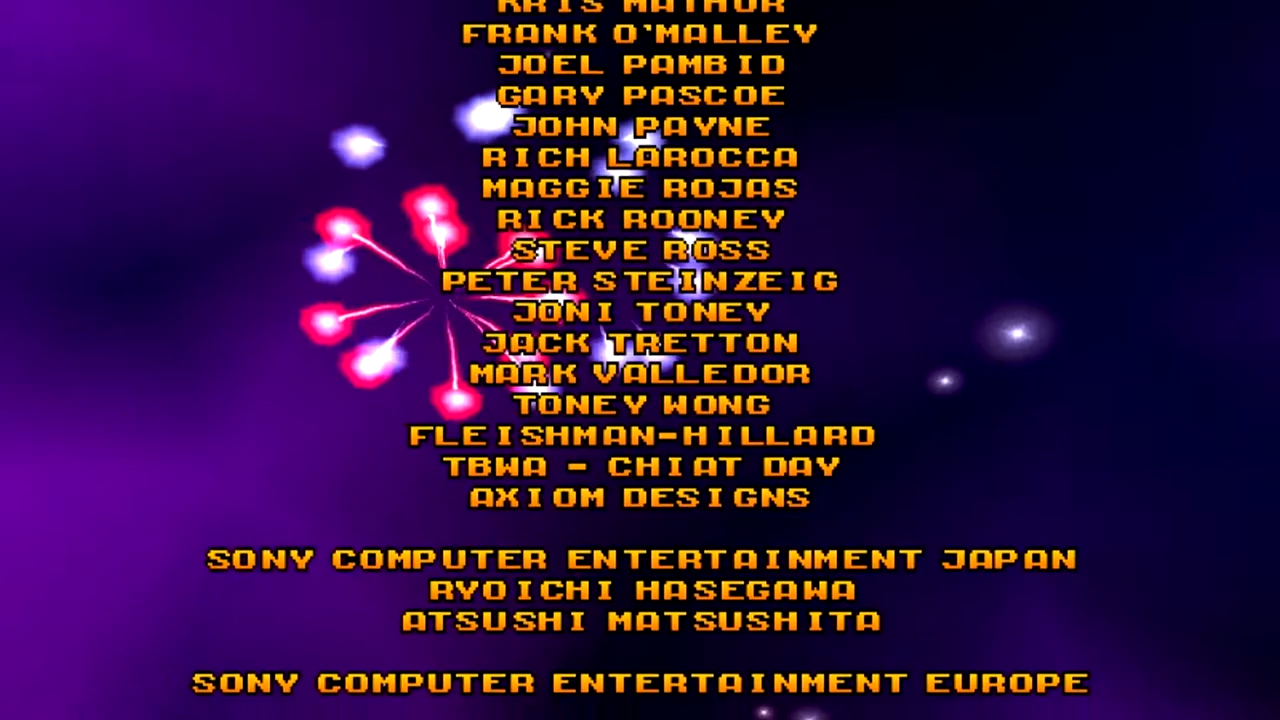 KRIS MATHUR
FRANK O'MALLEY
JOEL PAMBID
GARY PASCOE
JOHN PAYNE
RICH LAROCCA
MAGGIE ROJAS
RICK ROONEY
STEVE ROSS
PETER STEINZEIG
JONI TONEY
JACK TRETTON
MARK VALLEDOR
TONEY WONG
FLEISHMAN-HILLARD
TBWA - CHIAT DAY
AXIOM DESIGNS
SONY COMPUTER ENTERTAINMENT JAPAN
RYOICHI HASEGAWA
ATSUSHI MATSUSHITA
SONY COMPUTER ENTERTAINMENT EUROPE